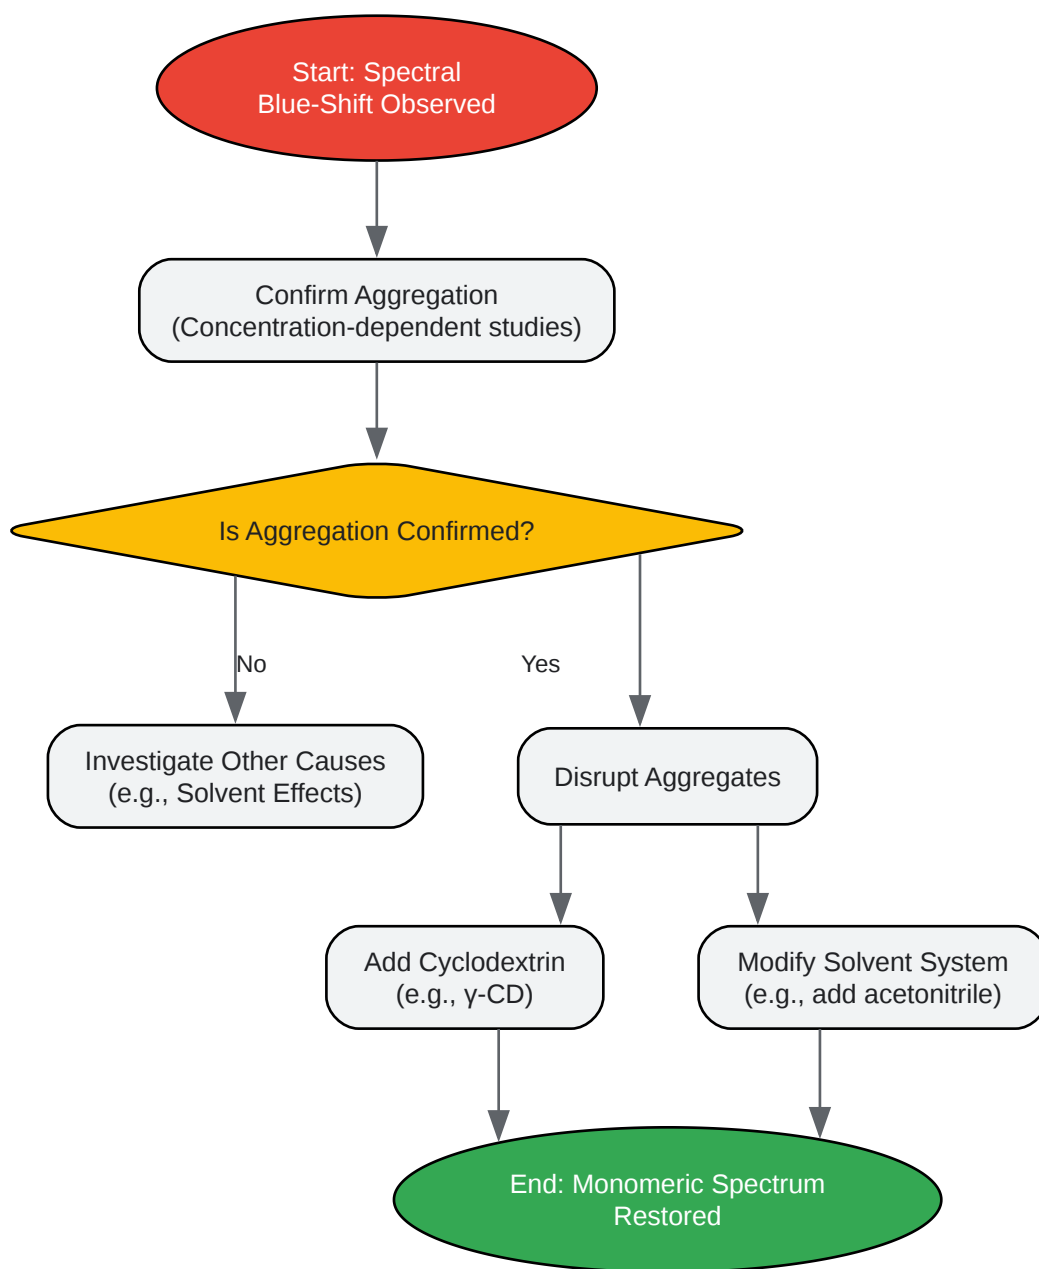 Start: Spectral
Blue-Shift Observed
Confirm Aggregation
(Concentration-dependent studies)
Is Aggregation Confirmed?
No
Yes
Investigate Other Causes
(e.g., Solvent Effects)
Disrupt Aggregates
Add Cyclodextrin
(e.g., γ-CD)
Modify Solvent System
(e.g., add acetonitrile)
End: Monomeric Spectrum
Restored